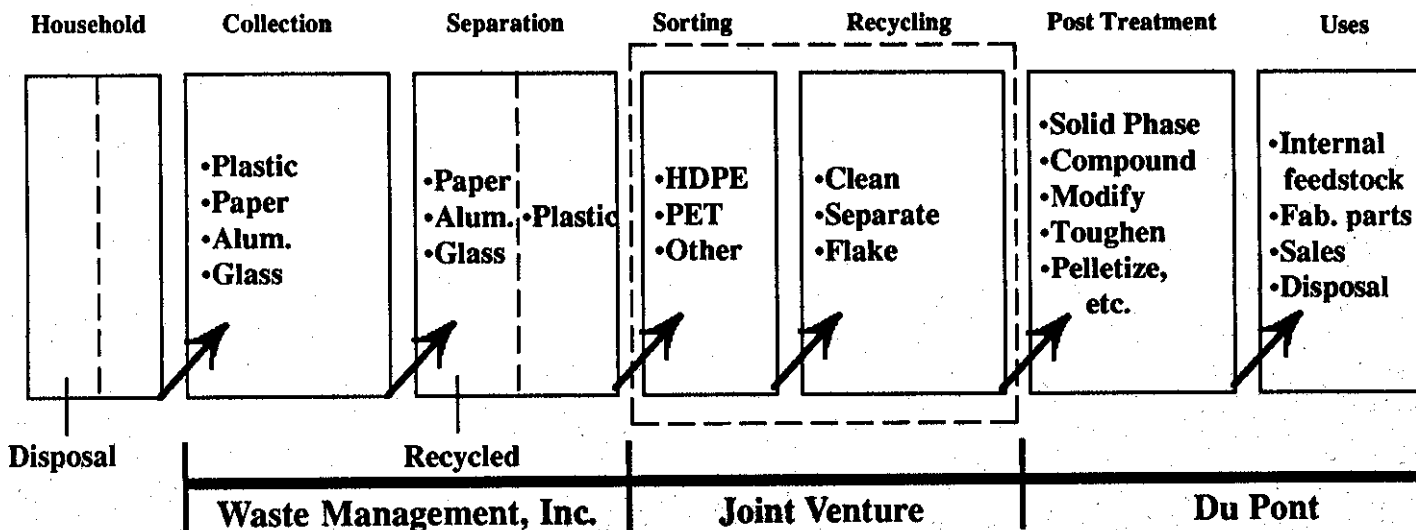 Household
Collection
Separation
Sorting
Recycling
Post Treatment
Uses
•Plastic
•Paper
•Alum.
•Glass
•Paper
•Alum.
•Glass
•Plastic
•HDPE
•PET
•Other
•Clean
•Separate
•Flake
•Solid Phase
•Compound
•Modify
•Toughen
•Pelletize,
etc.
•Internal
feedstock
•Fab. parts
•Sales
•Disposal
Disposal
Recycled
Waste Management, Inc.
Joint Venture
Du Pont